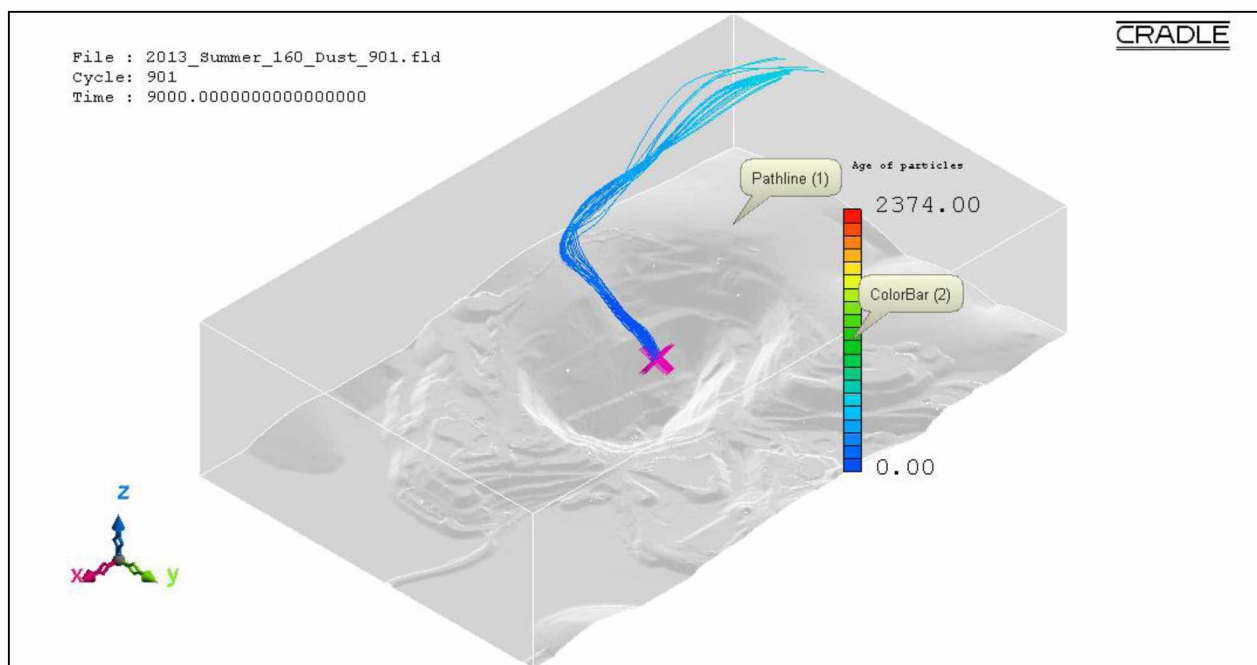 CRADLE
File : 2013_Summer_160_Dust_901.fld
Cycle: 901
Time : 9000.0000000000000000
Age of particles
Pathline (1)
2374.00
ColorBar (2)
0.00
z
x
y